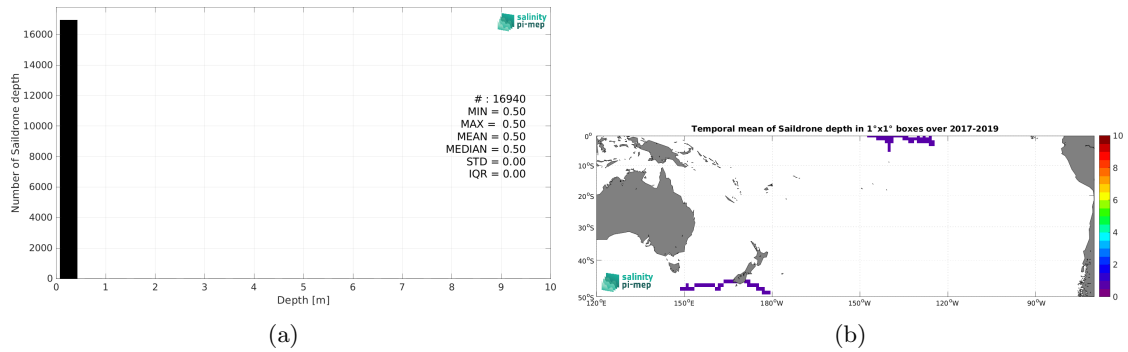 salinity
pi-mep
16000
14000
12000
10000
8000
6000
4000
2000
0
Number of Saildrone depth
# : 16940
MIN = 0.50
MAX = 0.50
MEAN = 0.50
MEDIAN = 0.50
STD = 0.00
IQR = 0.00
0 1 2 3 4 5 6 7 8 9 10
Depth [m]
(a)
Temporal mean of Saildrone depth in 1°x1° boxes over 2017-2019
0°
10°S
20°S
30°S
40°S
50°S
120°E 150°E 180°W 150°W 120°W 90°W
salinity
pi-mep
10
8
6
4
2
0
(b)